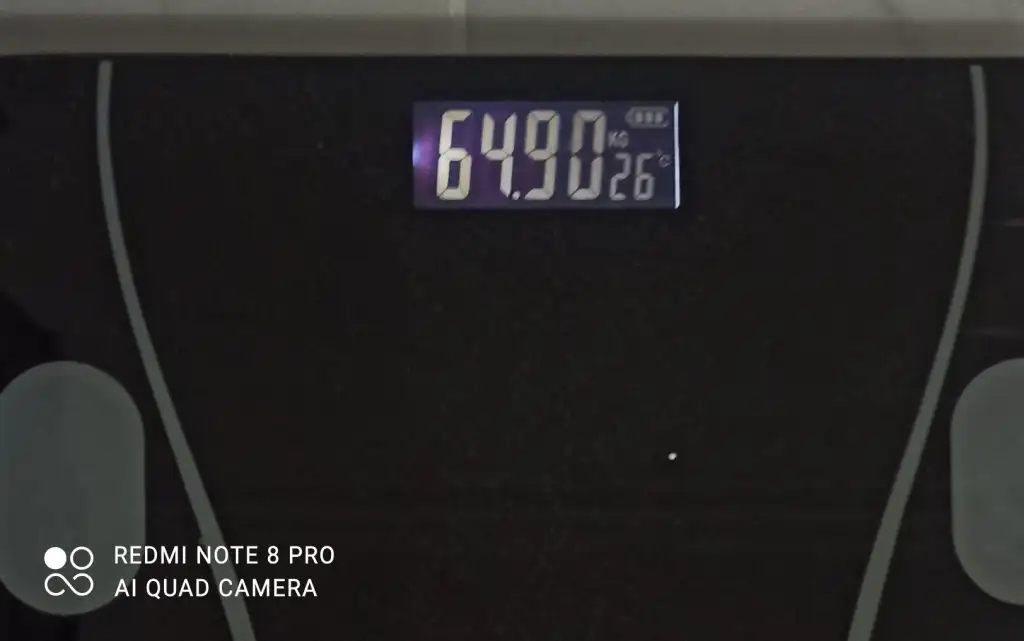 64.90 KG
26 °C
REDMI NOTE 8 PRO
AI QUAD CAMERA